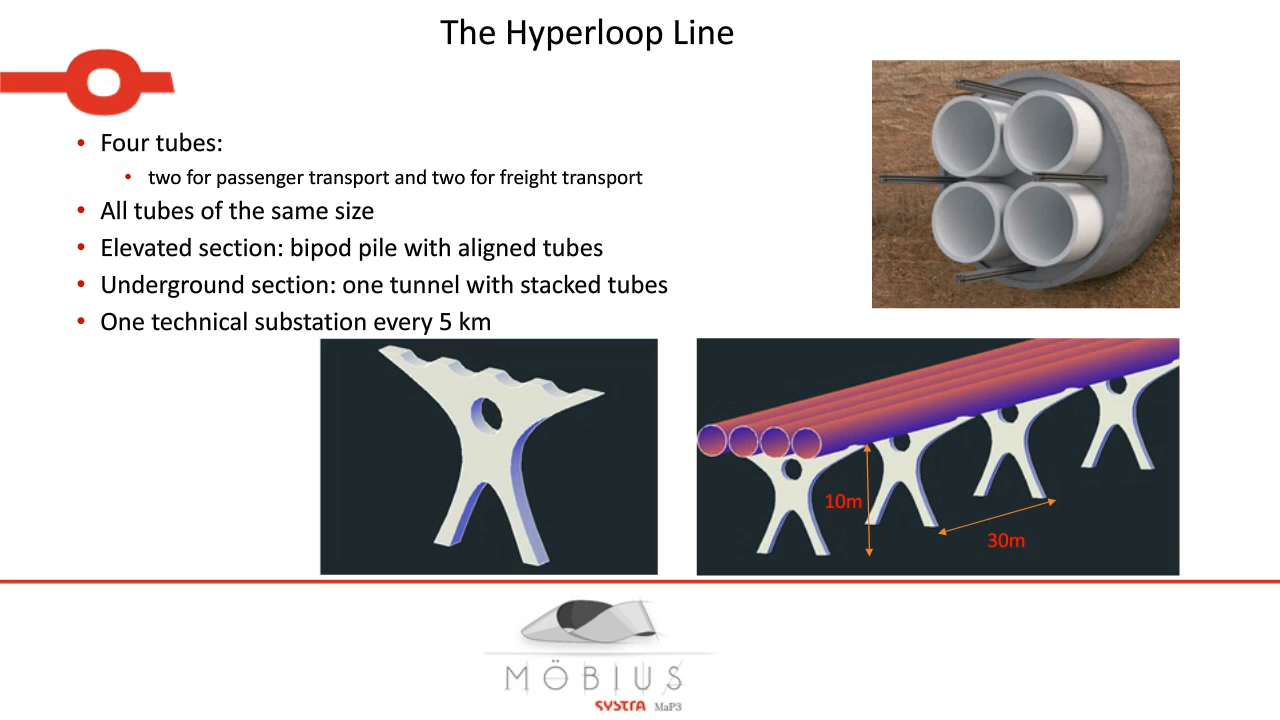 The Hyperloop Line
• Four tubes:
• two for passenger transport and two for freight transport
• All tubes of the same size
• Elevated section: bipod pile with aligned tubes
• Underground section: one tunnel with stacked tubes
• One technical substation every 5 km
10m
30m
MÖBIUS
SYSTRA MaP3